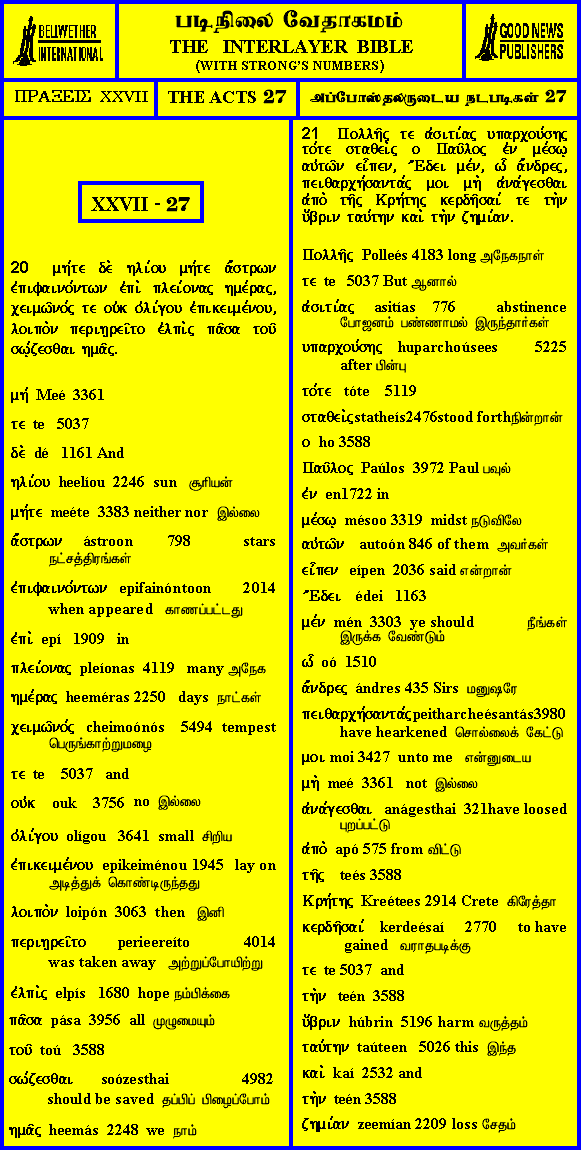 BELLWETHER
INTERNATIONAL
படிநிலை வேதாகமம்
THE INTERLAYER BIBLE
(WITH STRONG'S NUMBERS)
GOOD NEWS
PUBLISHERS
ΠΡΑΞΕΙΣ XXVII
THE ACTS 27
அப்போஸ்தலருடைய நடபடிகள் 27
XXVII - 27
20 μήτε δὲ ηλίου μήτε ἄστρων
ἐπιφαινόντων ἐπὶ πλείονας ημέρας,
χειμῶνός τε οὐκ ὀλίγου ἐπικειμένου,
λοιπὸν περιηρεῖτο ἐλπὶς πᾶσα τοῦ
σῴζεσθαι ημᾶς.
μή Meé 3361
τε te 5037
δὲ dé 1161 And
ηλίου heelíou 2246 sun சூரியன்
μήτε meéte 3383 neither nor இல்லை
ἄστρων ástroon 798 stars
நட்சத்திரங்கள்
ἐπιφαινόντων epifainóntoon 2014
when appeared காணப்பட்டது
ἐπὶ epí 1909 in
πλείονας pleíonas 4119 many அநேக
ημέρας heeméras 2250 days நாட்கள்
χειμῶνός cheimoónós 5494 tempest
பெருங்காற்றுமழை
τε te 5037 and
οὐκ ouk 3756 no இல்லை
ὀλίγου olígou 3641 small சிறிய
ἐπικειμένου epikeiménou 1945 lay on
அடித்துக் கொண்டிருந்தது
λοιπὸν loipón 3063 then இனி
περιηρεῖτο perieereíto 4014
was taken away அற்றுப்போயிற்று
ἐλπὶς elpís 1680 hope நம்பிக்கை
πᾶσα pása 3956 all முழுமையும்
τοῦ toú 3588
σώζεσθαι soózesthai 4982
should be saved தப்பிப் பிழைப்போம்
ημᾶς heemás 2248 we நாம்
21 Πολλῆς τε ἀσιτίας υπαρχούσης
τότε σταθεὶς ο Παῦλος ἐν μέσῳ
αὐτῶν εἶπεν, Ἔδει μέν, ὦ ἄνδρες,
πειθαρχήσαντάς μοι μὴ ἀνάγεσθαι
ἀπὸ τῆς Κρήτης κερδῆσαί τε τὴν
ὕβριν ταύτην καὶ τὴν ζημίαν.
Πολλῆς Polleés 4183 long அநேகநாள்
τε te 5037 But ஆனால்
ἀσιτίας asitías 776 abstinence
போஜனம் பண்ணாமல் இருந்தார்கள்
υπαρχούσης huparchoúsees 5225
after பின்பு
τότε tóte 5119
σταθεὶς statheís2476stood forthநின்றான்
ο ho 3588
Παῦλος Paúlos 3972 Paul பவுல்
ἐν en1722 in
μέσῳ mésoo 3319 midst நடுவிலே
αὐτῶν autoón 846 of them அவர்கள்
εἶπεν eípen 2036 said என்றான்
Ἔδει édei 1163
μέν mén 3303 ye should நீங்கள்
இருக்க வேண்டும்
ὦ oó 1510
ἄνδρες ándres 435 Sirs மனுஷரே
πειθαρχήσαντάς peitharcheésantás3980
have hearkened சொல்லைக் கேட்டு
μοι moi 3427 unto me என்னுடைய
μὴ meé 3361 not இல்லை
ἀνάγεσθαι anágesthai 321have loosed
புறப்பட்டு
ἀπὸ apó 575 from விட்டு
τῆς teés 3588
Κρήτης Kreétees 2914 Crete கிரேத்தா
κερδῆσαί kerdeésaí 2770 to have
gained வராதபடிக்கு
τε te 5037 and
τὴν teén 3588
ὕβριν húbrin 5196 harm வருத்தம்
ταύτην taúteen 5026 this இந்த
καὶ kaí 2532 and
τὴν teén 3588
ζημίαν zeemían 2209 loss சேதம்